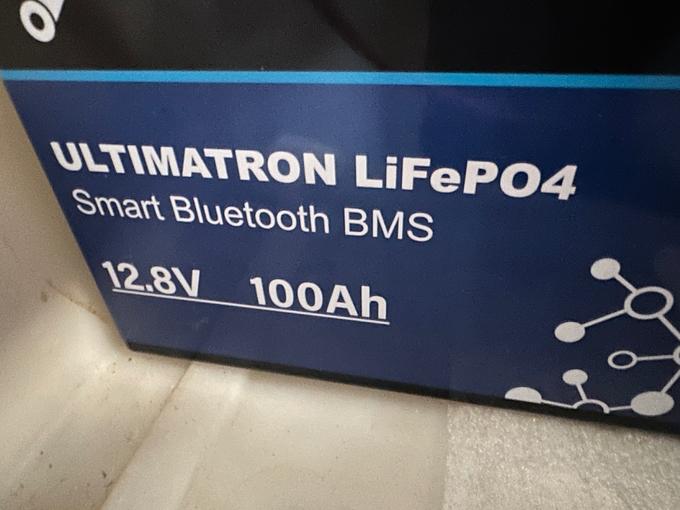 ULTIMATRON LiFePO4
Smart Bluetooth BMS
12.8V 100Ah